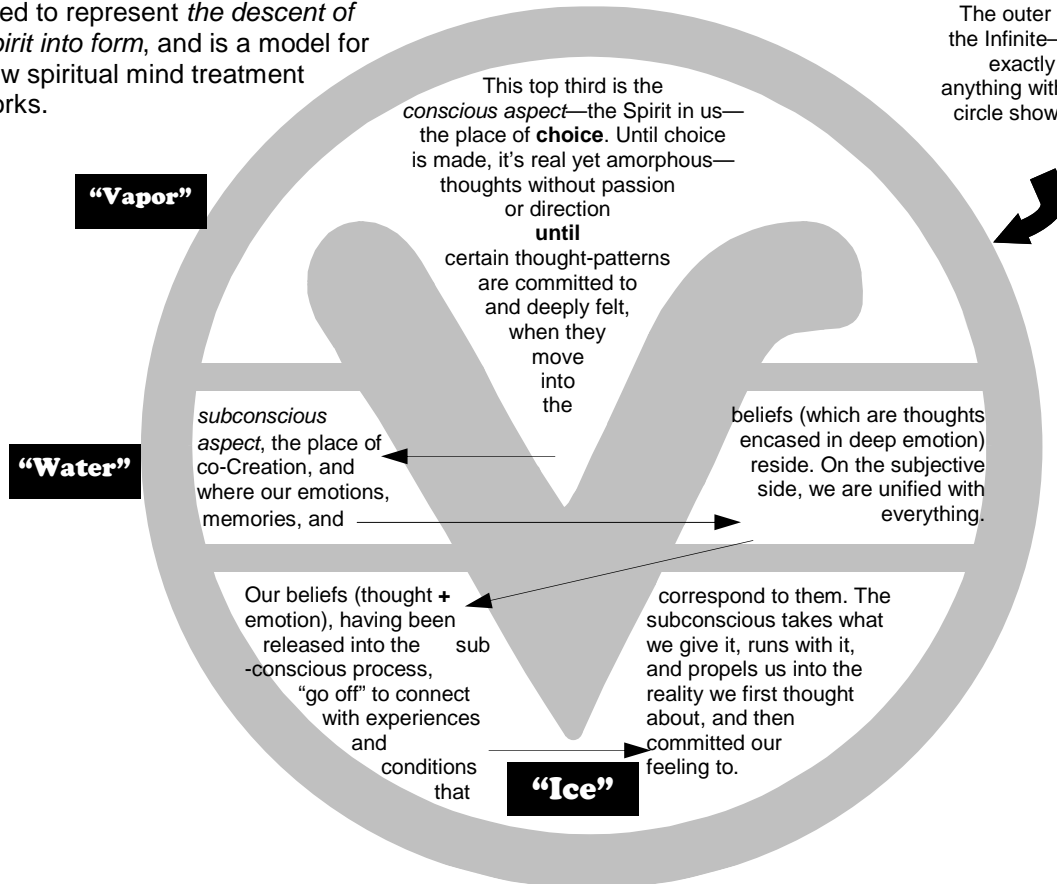 ed to represent the descent of
pirit into form, and is a model for
w spiritual mind treatment
orks.
The outer
the Infinite—
exactly
anything with
circle show
This top third is the
conscious aspect—the Spirit in us—
the place of choice. Until choice
is made, it's real yet amorphous—
thoughts without passion
or direction
until
certain thought-patterns
are committed to
and deeply felt,
when they
move
into
the
“Vapor”
subconscious
aspect, the place of
co-Creation, and
where our emotions,
memories, and
beliefs (which are thoughts
encased in deep emotion)
reside. On the subjective
side, we are unified with
everything.
“Water”
Our beliefs (thought +
emotion), having been
released into the sub
-conscious process,
“go off” to connect
with experiences
and
conditions
that
correspond to them. The
subconscious takes what
we give it, runs with it,
and propels us into the
reality we first thought
about, and then
committed our
feeling to.
“Ice”